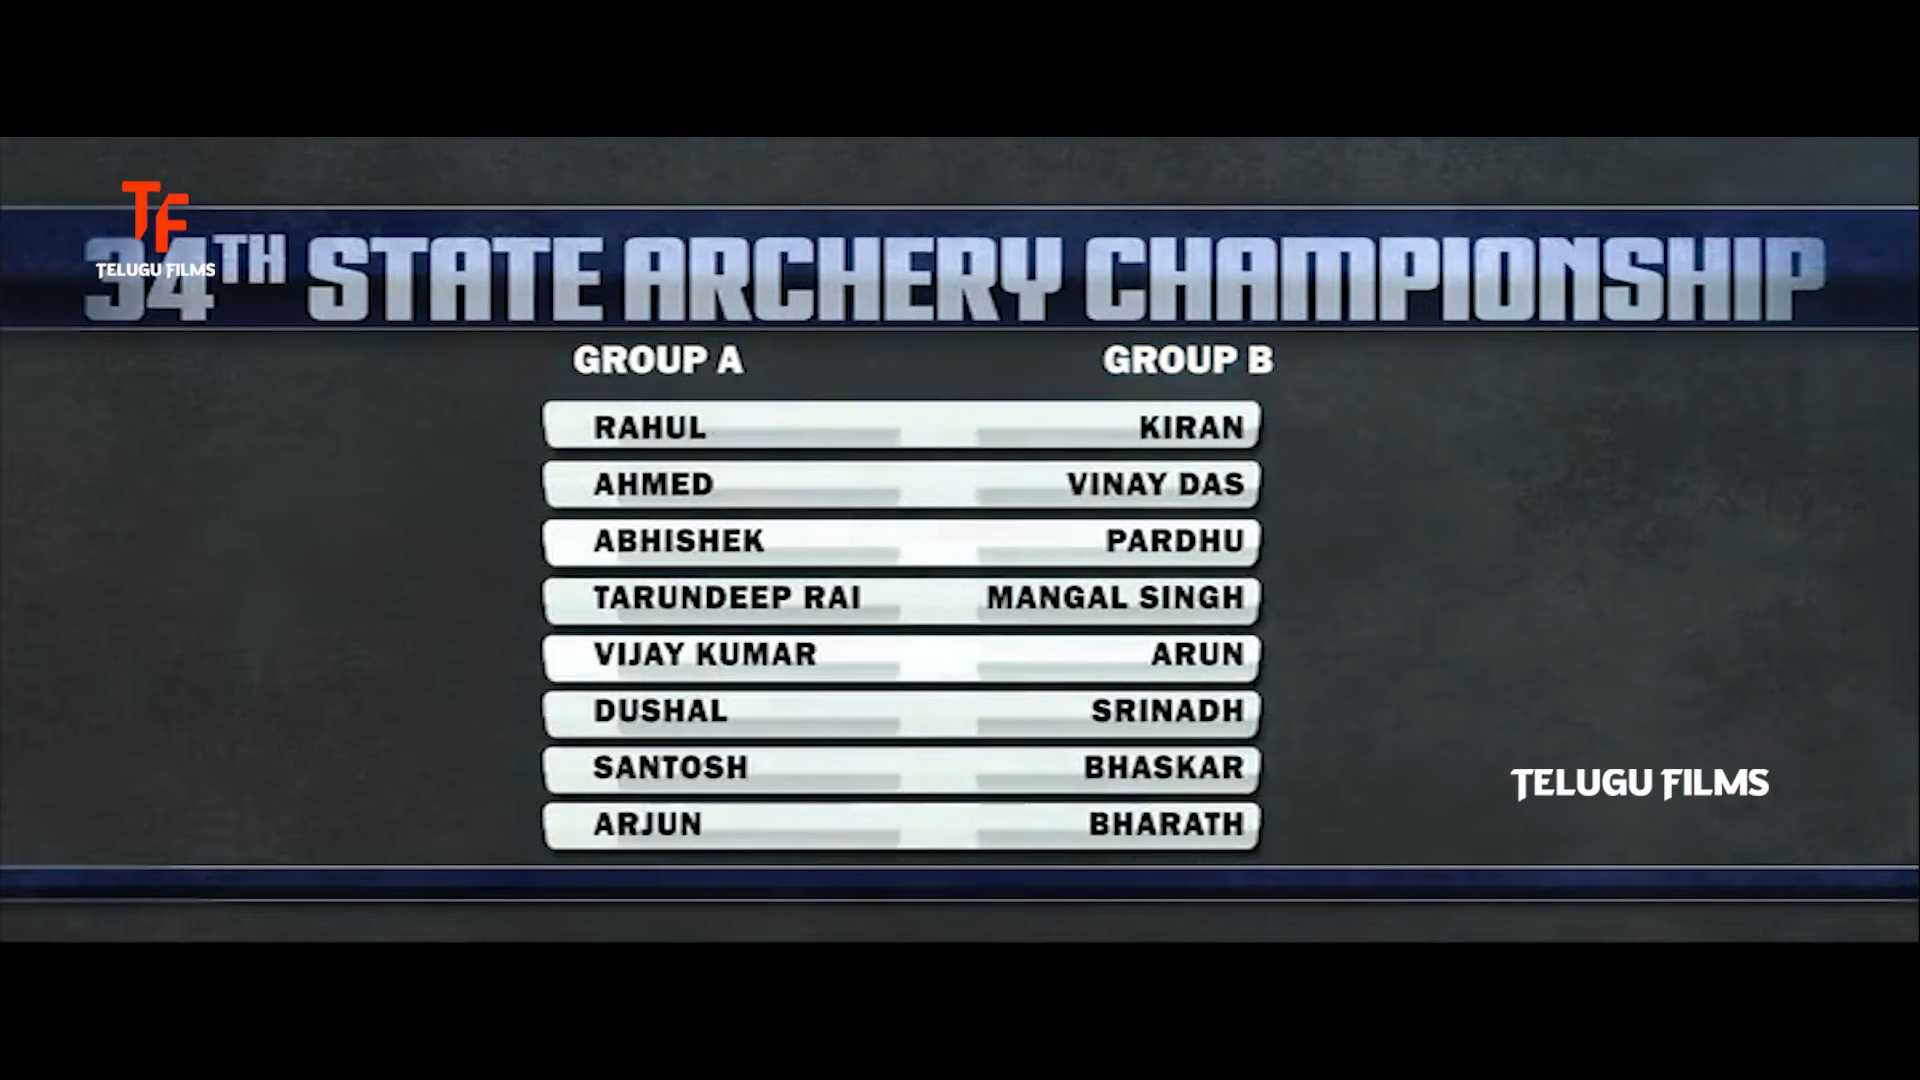 TF
TELUGU FILMS
34TH STATE ARCHERY CHAMPIONSHIP
GROUP A GROUP B
RAHUL KIRAN
AHMED VINAY DAS
ABHISHEK PARDHU
TARUNDEEP RAI MANGAL SINGH
VIJAY KUMAR ARUN
DUSHAL SRINADH
SANTOSH BHASKAR
ARJUN BHARATH
TELUGU FILMS